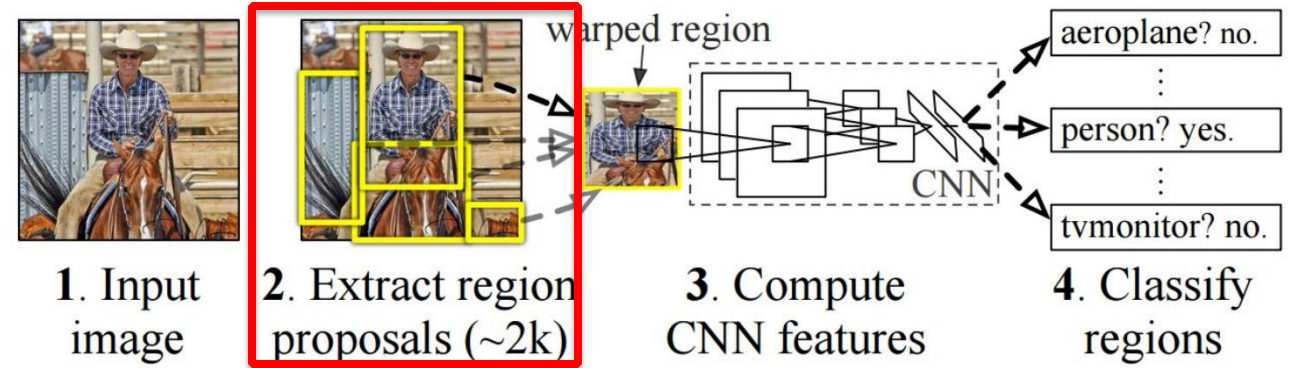 warped region
aeroplane? no.
person? yes.
CNN
tvmonitor? no.
1. Input
image
2. Extract region
proposals (~2k)
3. Compute
CNN features
4. Classify
regions